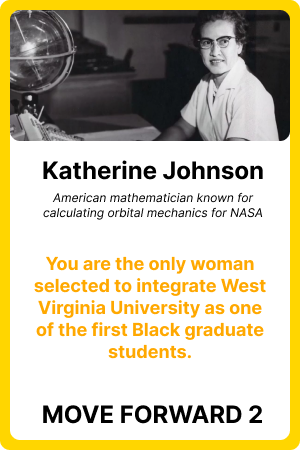 Katherine Johnson
American mathematician known for
calculating orbital mechanics for NASA
You are the only woman
selected to integrate West
Virginia University as one
of the first Black graduate
students.
MOVE FORWARD 2